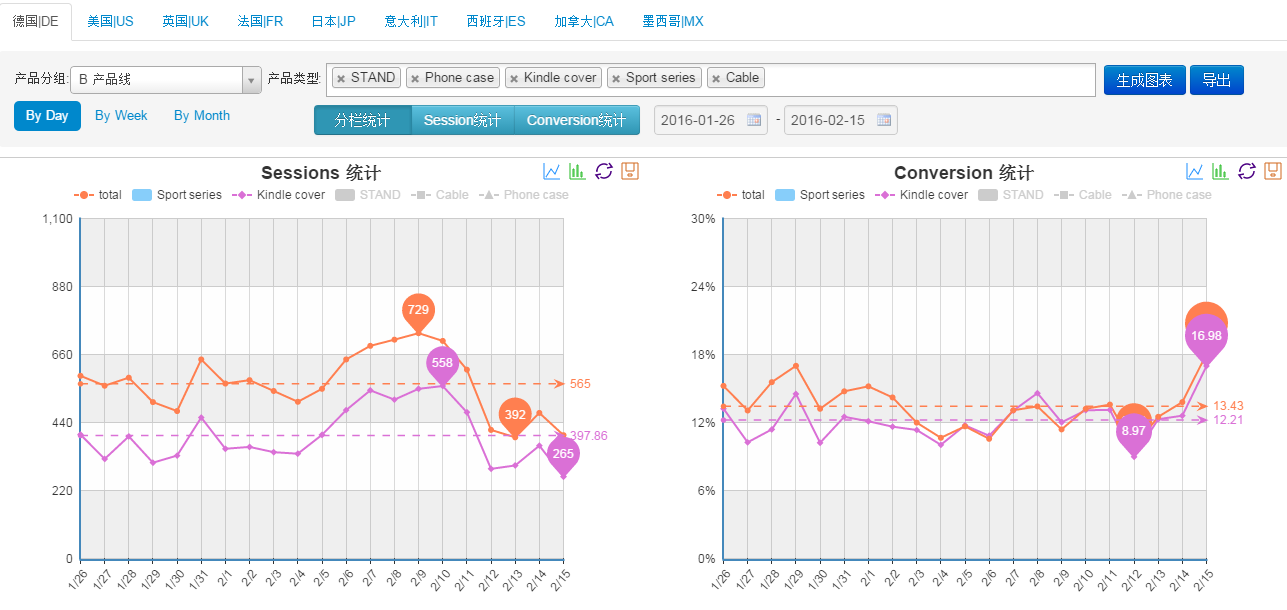 德国|DE 美国|US 英国|UK 法国|FR 日本|JP 意大利|IT 西班牙|ES 加拿大|CA 墨西哥|MX
产品分组: B 产品线 产品类型: × STAND × Phone case × Kindle cover × Sport series × Cable 生成图表 导出
By Day By Week By Month 分栏统计 Session统计 Conversion统计 2016-01-26 - 2016-02-15
Sessions 统计
total Sport series Kindle cover STAND Cable Phone case
1,100
880
660
440
220
0
729
558
392
265
565
397.86
1/26 1/27 1/28 1/29 1/30 1/31 2/1 2/2 2/3 2/4 2/5 2/6 2/7 2/8 2/9 2/10 2/11 2/12 2/13 2/14 2/15
Conversion 统计
total Sport series Kindle cover STAND Cable Phone case
30%
24%
18%
12%
6%
0%
16.98
8.97
13.43
12.21
1/26 1/27 1/28 1/29 1/30 1/31 2/1 2/2 2/3 2/4 2/5 2/6 2/7 2/8 2/9 2/10 2/11 2/12 2/13 2/14 2/15